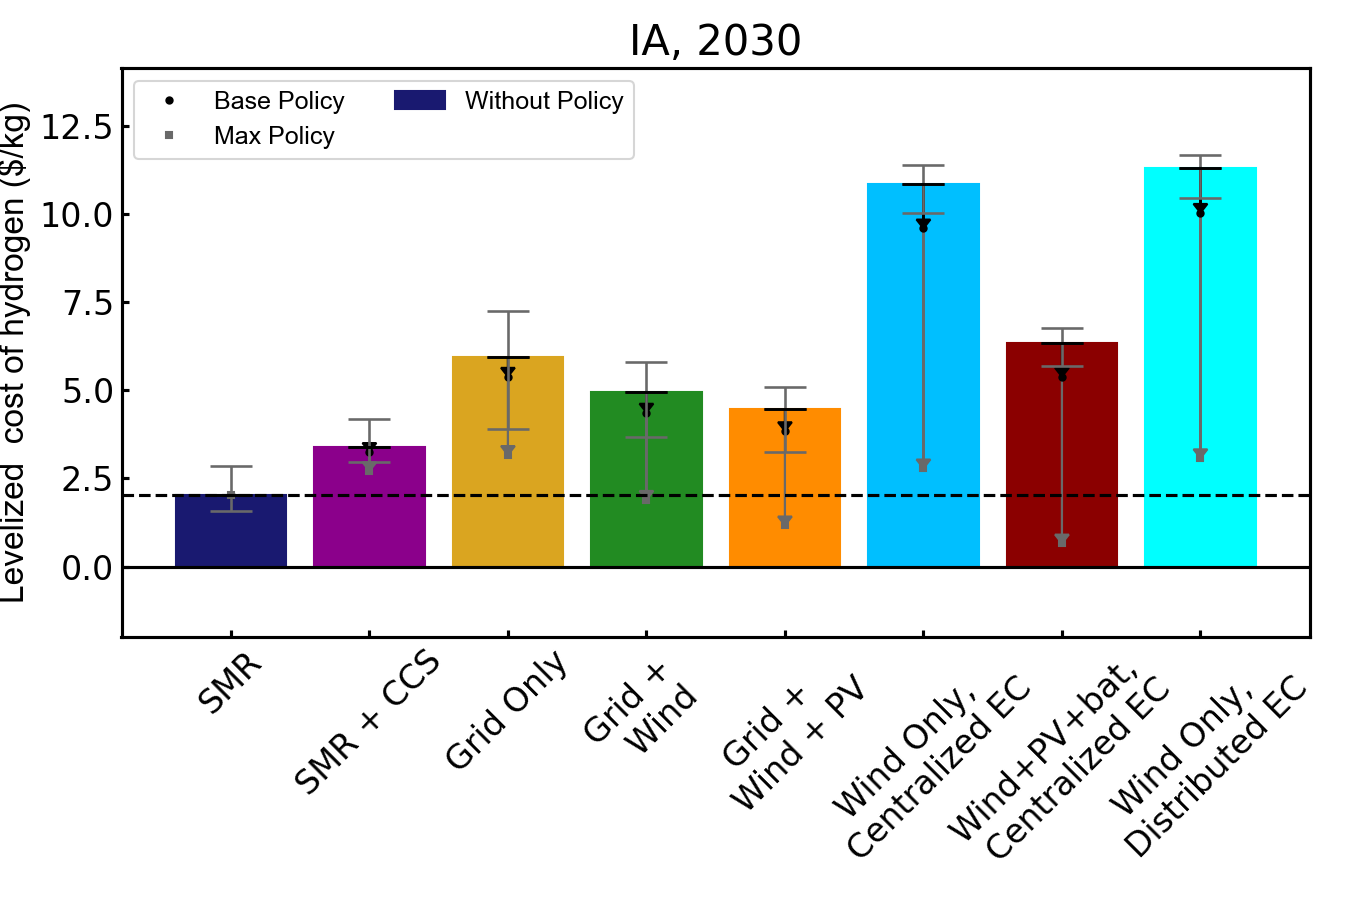 IA, 2030
Base Policy
Max Policy
Without Policy
Levelized cost of hydrogen ($/kg)
12.5
10.0
7.5
5.0
2.5
0.0
SMR
SMR + CCS
Grid Only
Grid +
Wind
Grid +
Wind + PV
Wind Only,
Centralized EC
Wind+PV+bat,
Centralized EC
Wind Only,
Distributed EC